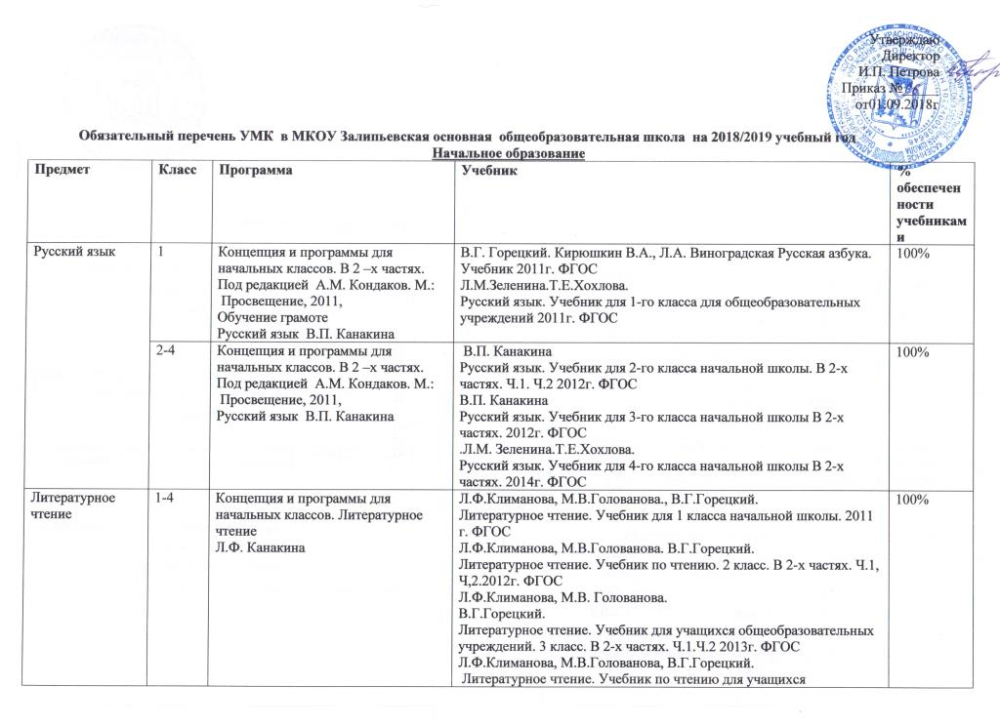 Утверждаю
Директор
И.П. Петрова
Приказ №
от01.09.2018г
Обязательный перечень УМК в МКОУ Залипьевская основная общеобразовательная школа на 2018/2019 учебный год
Начальное образование
Предмет
Класс
Программа
Учебник
%
обеспечен
ности
учебникам
и
Русский язык
1
Концепция и программы для
начальных классов. В 2 –х частях.
Под редакцией А.М. Кондаков. М.:
Просвещение, 2011,
Обучение грамоте
Русский язык В.П. Канакина
В.Г. Горецкий. Кирюшкин В.А., Л.А. Виноградская Русская азбука.
Учебник 2011г. ФГОС
Л.М.Зеленина.Т.Е.Хохлова.
Русский язык. Учебник для 1-го класса для общеобразовательных
учреждений 2011г. ФГОС
100%
2-4
Концепция и программы для
начальных классов. В 2 –х частях.
Под редакцией А.М. Кондаков. М.:
Просвещение, 2011,
Русский язык В.П. Канакина
В.П. Канакина
Русский язык. Учебник для 2-го класса начальной школы. В 2-х
частях. Ч.1. Ч.2 2012г. ФГОС
В.П. Канакина
Русский язык. Учебник для 3-го класса начальной школы В 2-х
частях. 2012г. ФГОС
.Л.М. Зеленина.Т.Е.Хохлова.
Русский язык. Учебник для 4-го класса начальной школы В 2-х
частях. 2014г. ФГОС
100%
Литературное
чтение
1-4
Концепция и программы для
начальных классов. Литературное
чтение
Л.Ф. Канакина
Л.Ф.Климанова, М.В.Голованова., В.Г.Горецкий.
Литературное чтение. Учебник для 1 класса начальной школы. 2011
г. ФГОС
Л.Ф.Климанова, М.В.Голованова. В.Г.Горецкий.
Литературное чтение. Учебник по чтению. 2 класс. В 2-х частях. Ч.1,
Ч,2.2012г. ФГОС
Л.Ф.Климанова, М.В. Голованова.
В.Г.Горецкий.
Литературное чтение. Учебник для учащихся общеобразовательных
учреждений. 3 класс. В 2-х частях. Ч.1.Ч.2 2013г. ФГОС
Л.Ф.Климанова, М.В.Голованова, В.Г.Горецкий.
Литературное чтение. Учебник по чтению для учащихся
100%